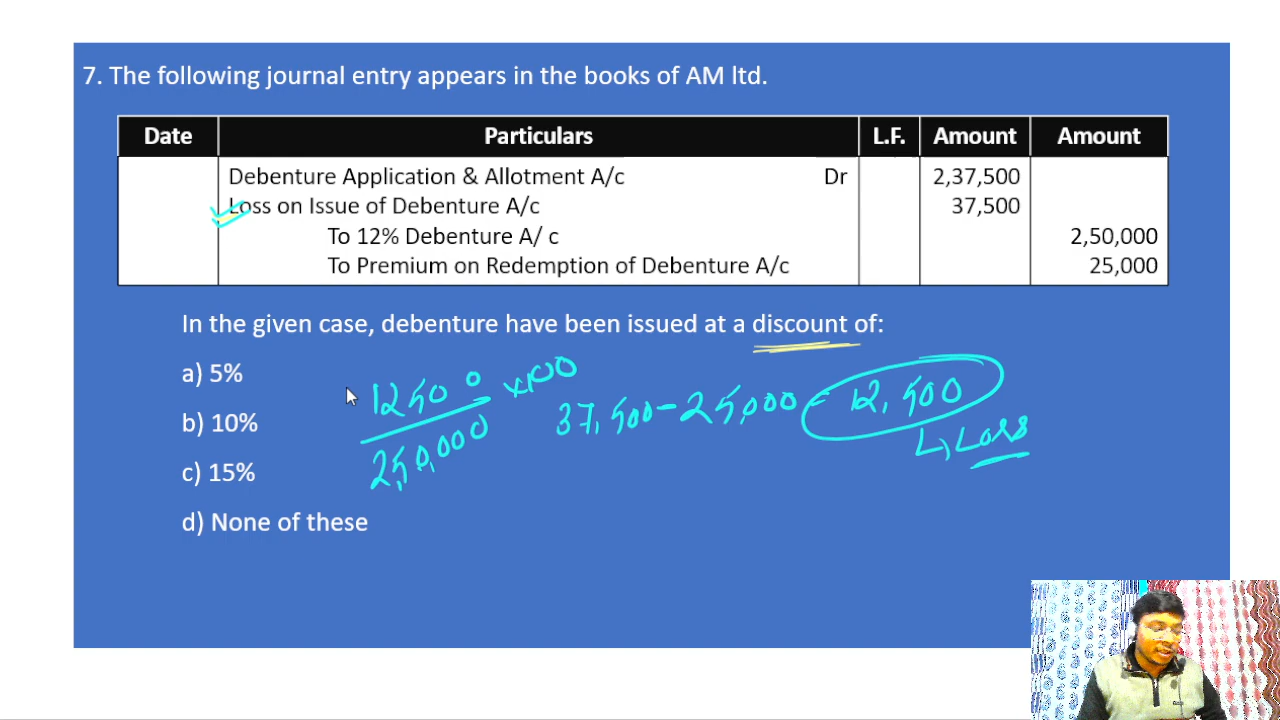 7. The following journal entry appears in the books of AM ltd.
Date Particulars L.F. Amount Amount
Debenture Application & Allotment A/c Dr 2,37,500
Loss on Issue of Debenture A/c 37,500
To 12% Debenture A/ c 2,50,000
To Premium on Redemption of Debenture A/c 25,000
In the given case, debenture have been issued at a discount of:
a) 5%
b) 10%
c) 15%
d) None of these
12500 × 100
250,000
37,500 - 25,000 = 12,500
Loss